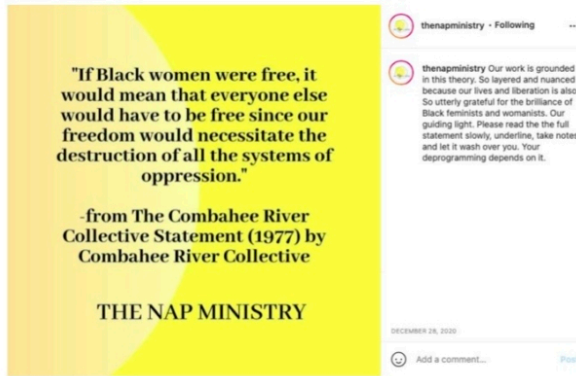 "If Black women were free, it
would mean that everyone else
would have to be free since our
freedom would necessitate the
destruction of all the systems of
oppression."
-from The Combahee River
Collective Statement (1977) by
Combahee River Collective
THE NAP MINISTRY
thenapministry • Following
thenapministry Our work is grounded
in this theory. So layered and nuanced
because our lives and liberation is also.
So utterly grateful for the brilliance of
Black feminists and womanists. Our
guiding light. Please read the the full
statement slowly, underline, take notes
and let it wash over you. Your
deprogramming depends on it.
DECEMBER 28, 2020
Add a comment...